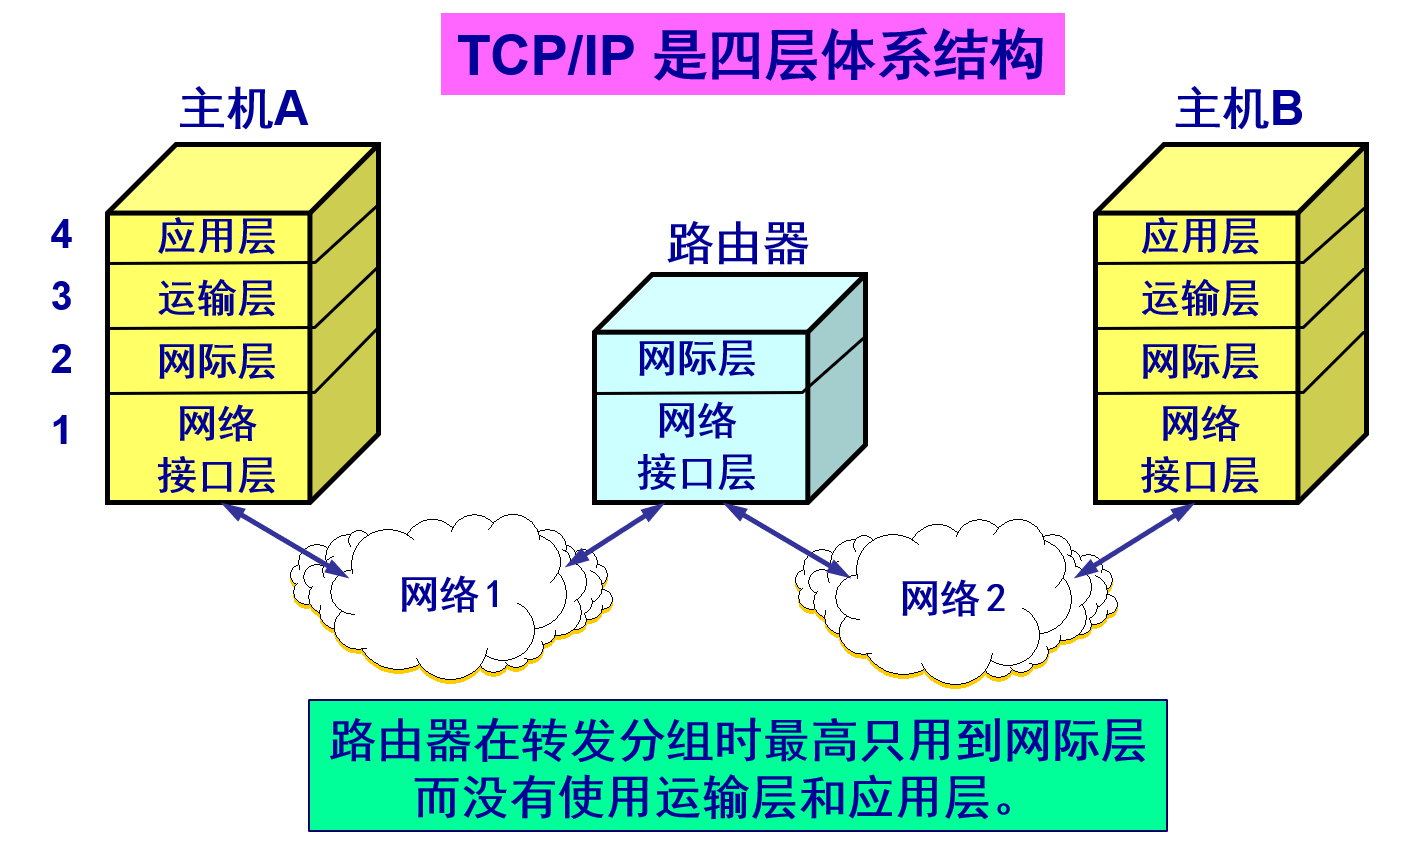 TCP/IP 是四层体系结构
主机A
主机B
路由器
4
应用层
3
运输层
2
网际层
1
网络
接口层
网际层
网络
接口层
应用层
运输层
网际层
网络
接口层
网络1
网络2
路由器在转发分组时最高只用到网际层
而没有使用运输层和应用层。